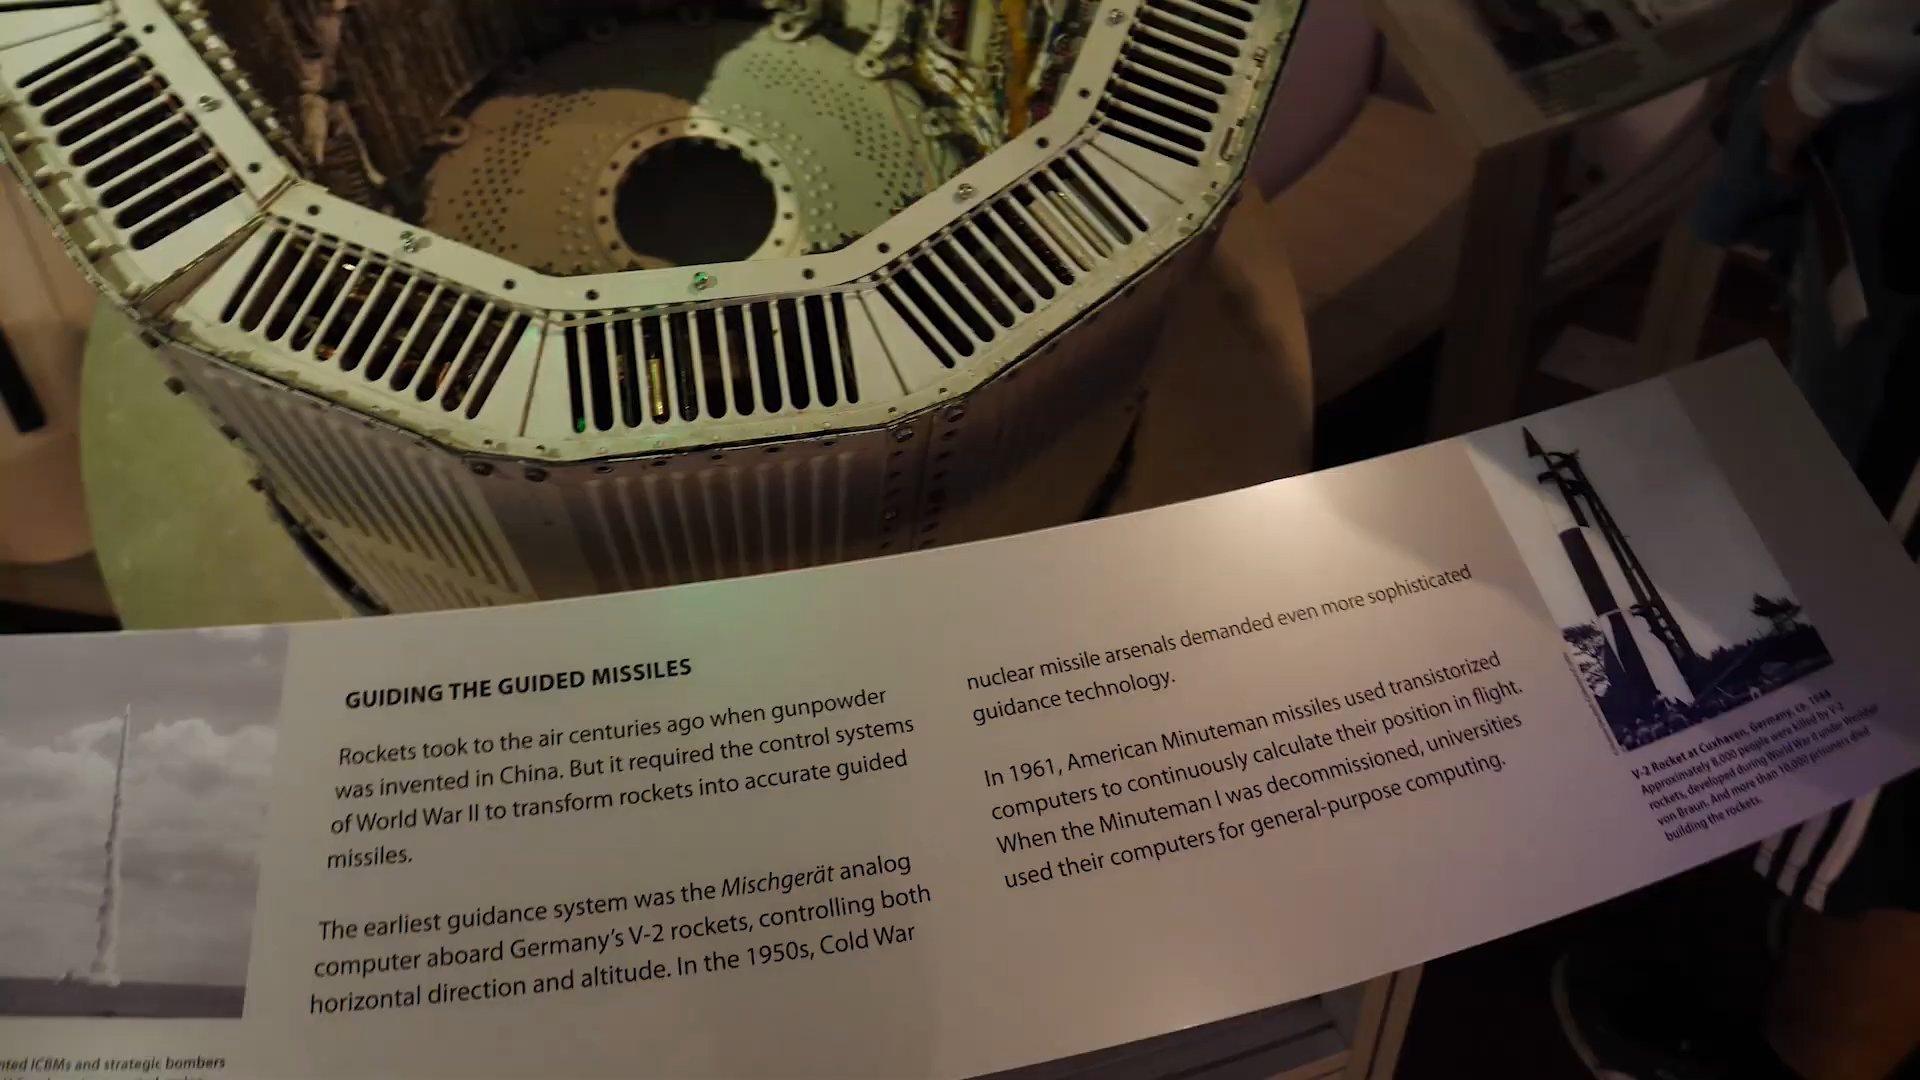 GUIDING THE GUIDED MISSILES
Rockets took to the air centuries ago when gunpowder
was invented in China. But it required the control systems
of World War II to transform rockets into accurate guided
missiles.
The earliest guidance system was the Mischgerät analog
computer aboard Germany's V-2 rockets, controlling both
horizontal direction and altitude. In the 1950s, Cold War
nuclear missile arsenals demanded even more sophisticated
guidance technology.
In 1961, American Minuteman missiles used transistorized
computers to continuously calculate their position in flight.
When the Minuteman I was decommissioned, universities
used their computers for general-purpose computing.
V-2 Rocket at Cuxhaven, Germany, ca. 1944
Approximately 8,000 people were killed by V-2
rockets, developed during World War II under Wernher
von Braun. And more than 10,000 prisoners died
building the rockets.
ICBMs and strategic bombers